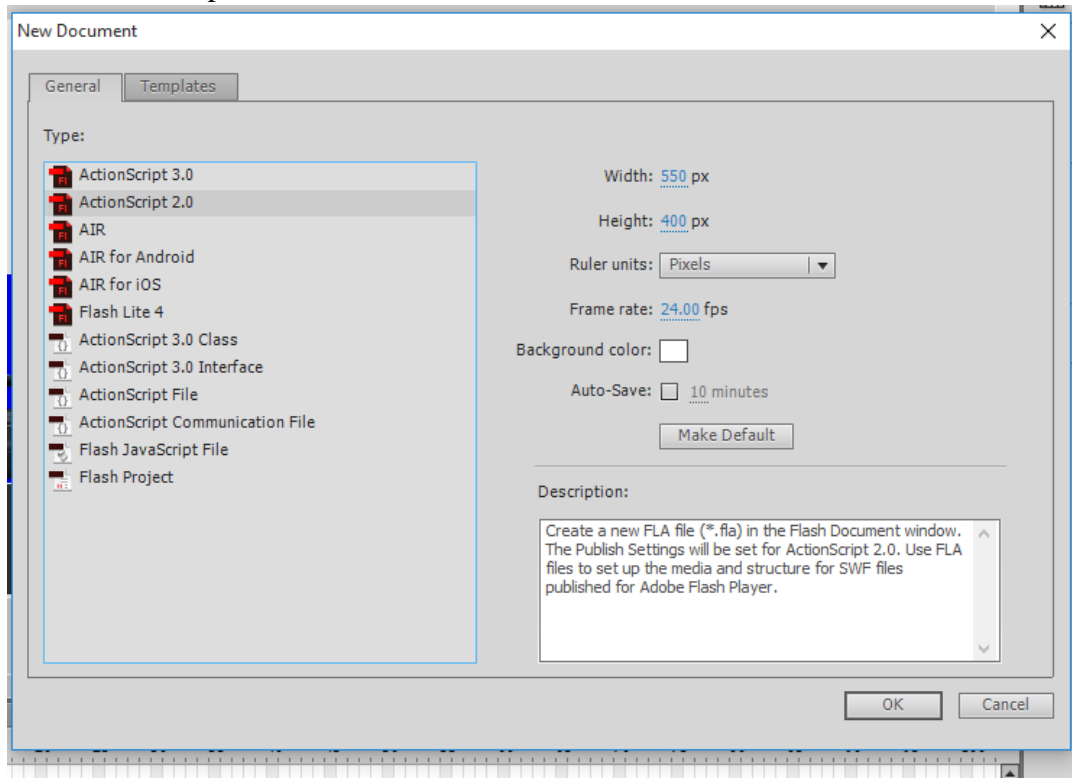 New Document
General
Templates
Type:
ActionScript 3.0
ActionScript 2.0
AIR
AIR for Android
AIR for iOS
Flash Lite 4
ActionScript 3.0 Class
ActionScript 3.0 Interface
ActionScript File
ActionScript Communication File
Flash JavaScript File
Flash Project
Width: 550 px
Height: 400 px
Ruler units: Pixels
Frame rate: 24.00 fps
Background color:
Auto-Save: 10 minutes
Make Default
Description:
Create a new FLA file (*.fla) in the Flash Document window.
The Publish Settings will be set for ActionScript 2.0. Use FLA
files to set up the media and structure for SWF files
published for Adobe Flash Player.
OK
Cancel